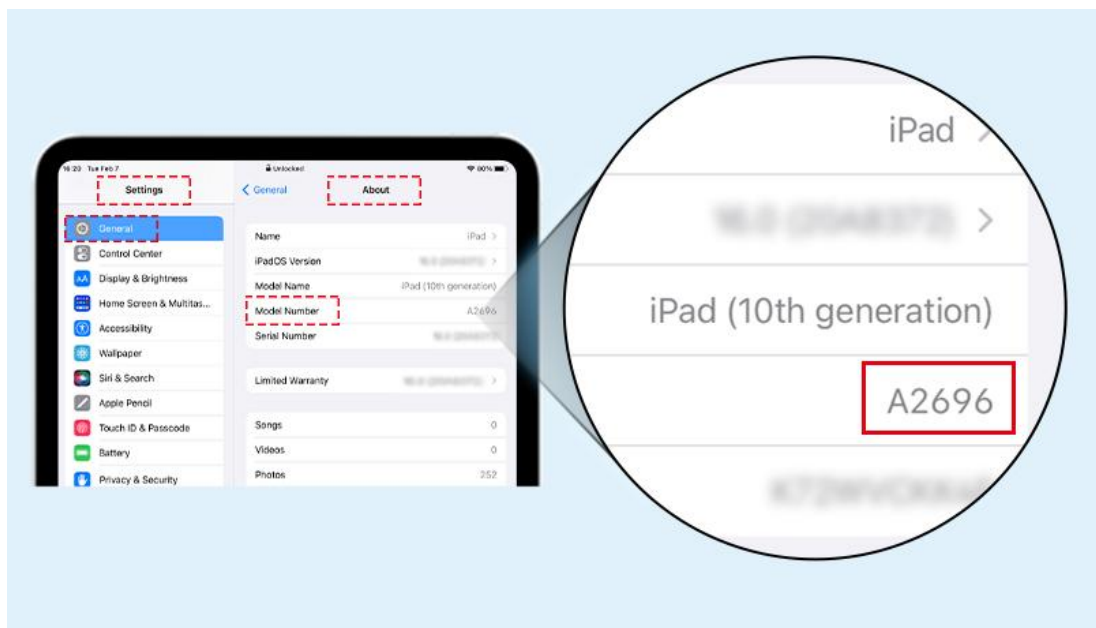 16:20 Tue Feb 7
Unlocked
80%
Settings
General
Control Center
Display & Brightness
Home Screen & Multitas...
Accessibility
Wallpaper
Siri & Search
Apple Pencil
Touch ID & Passcode
Battery
Privacy & Security
General
About
Name iPad
iPadOS Version
Model Name iPad (10th generation)
Model Number A2696
Serial Number
Limited Warranty
Songs 0
Videos 0
Photos 252
iPad
iPad (10th generation)
A2696